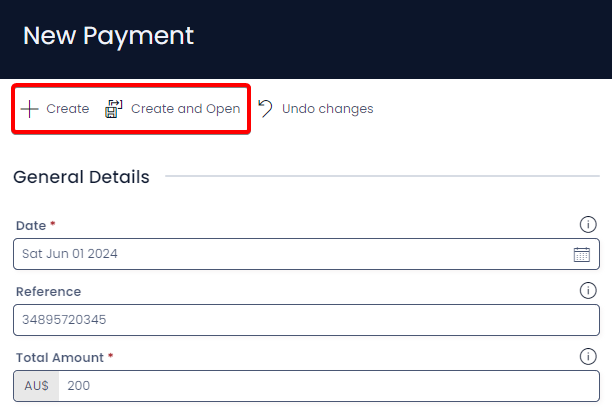 New Payment
Create Create and Open Undo changes
General Details
Date *
Sat Jun 01 2024
Reference
34895720345
Total Amount *
AU$ 200